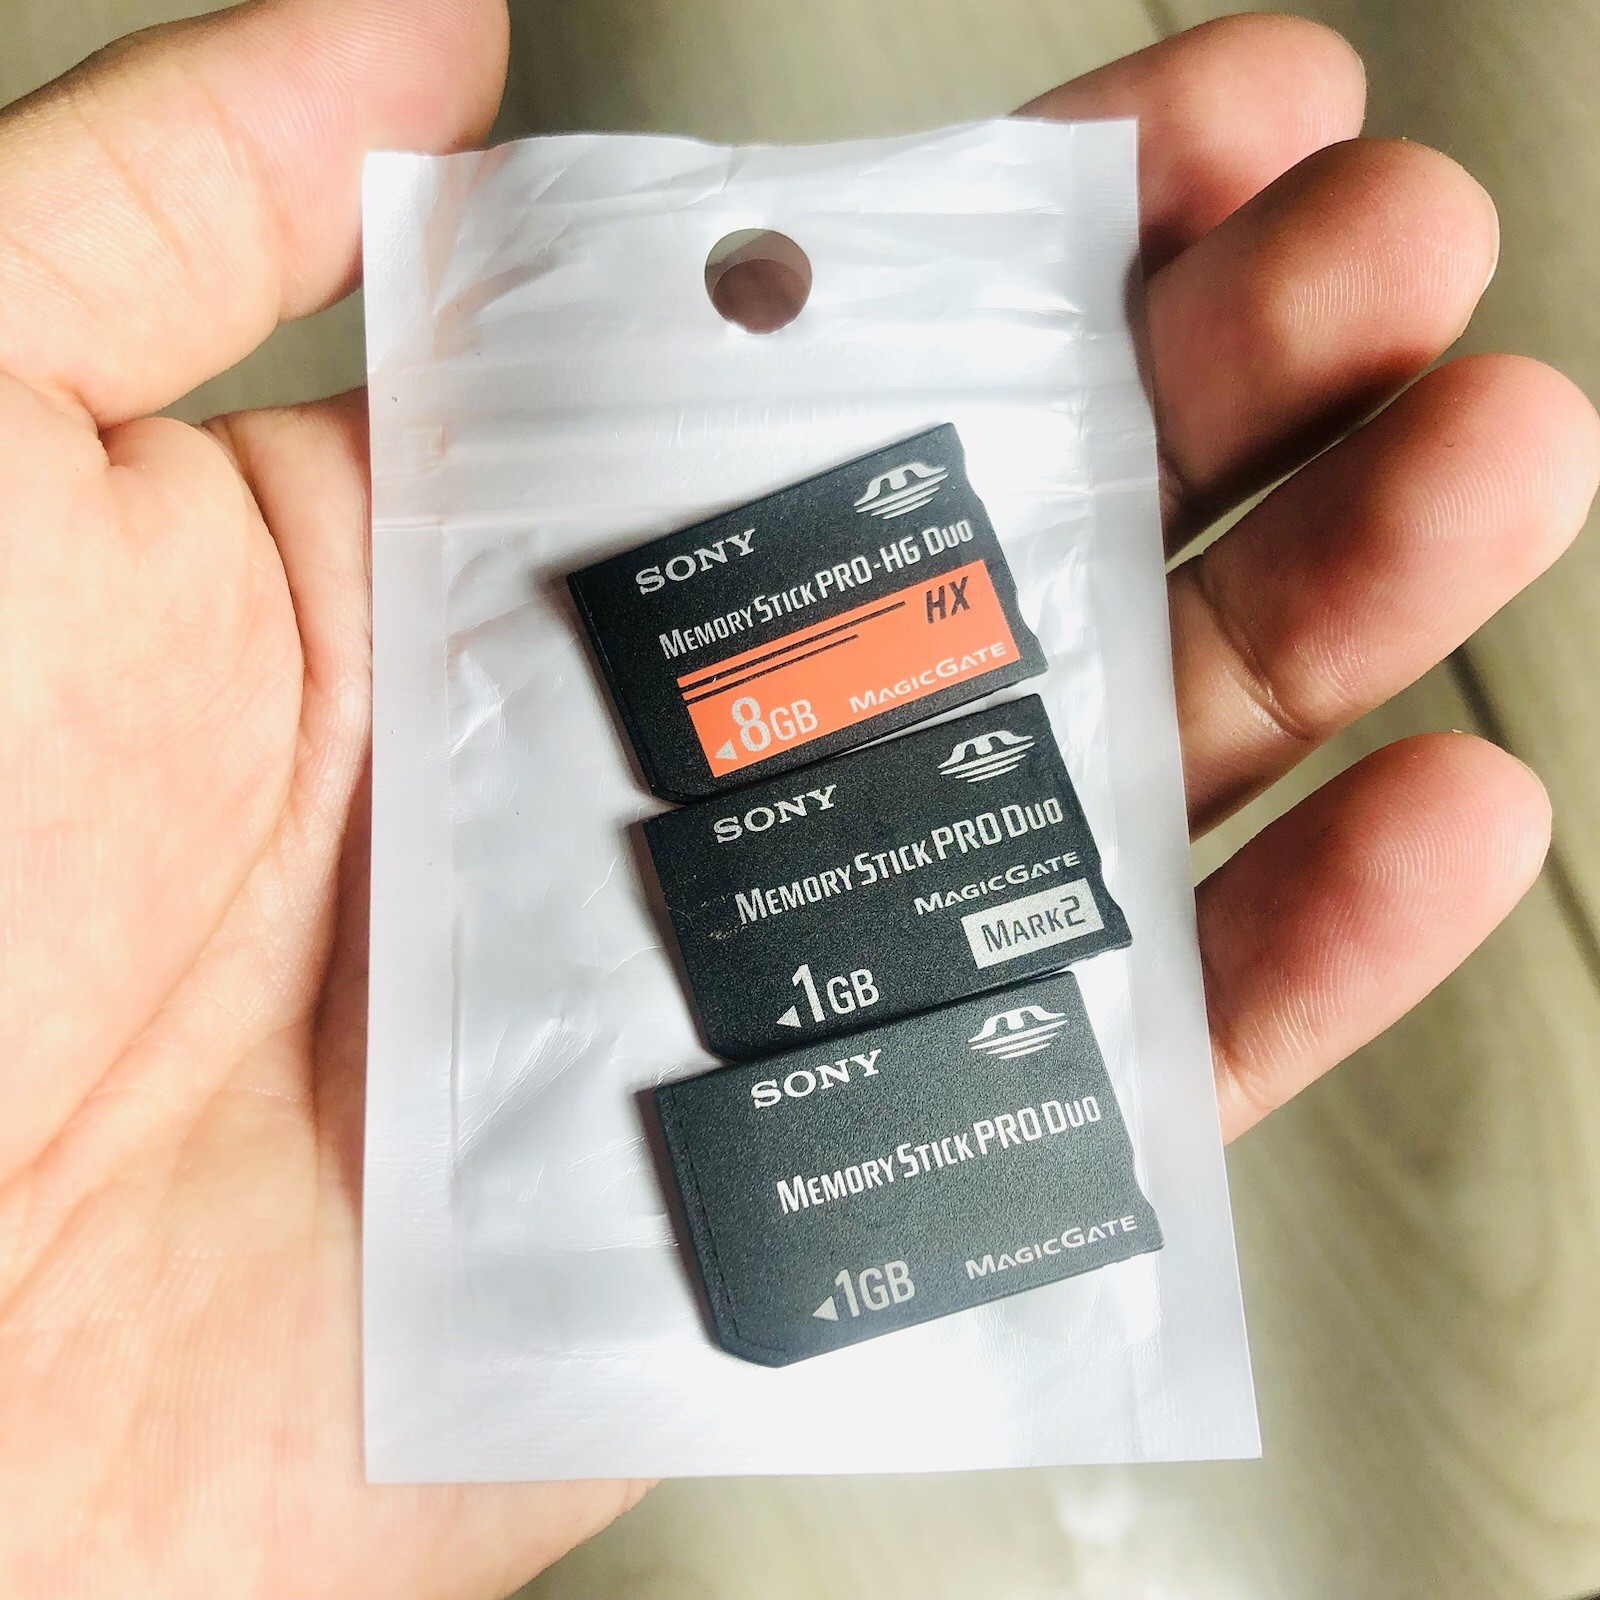 SONY
MEMORY STICK PRO-HG DUO
HX
8GB MAGICGATE
SONY
MEMORY STICK PRO DUO
MAGICGATE
MARK2
1GB
SONY
MEMORY STICK PRO DUO
1GB MAGICGATE